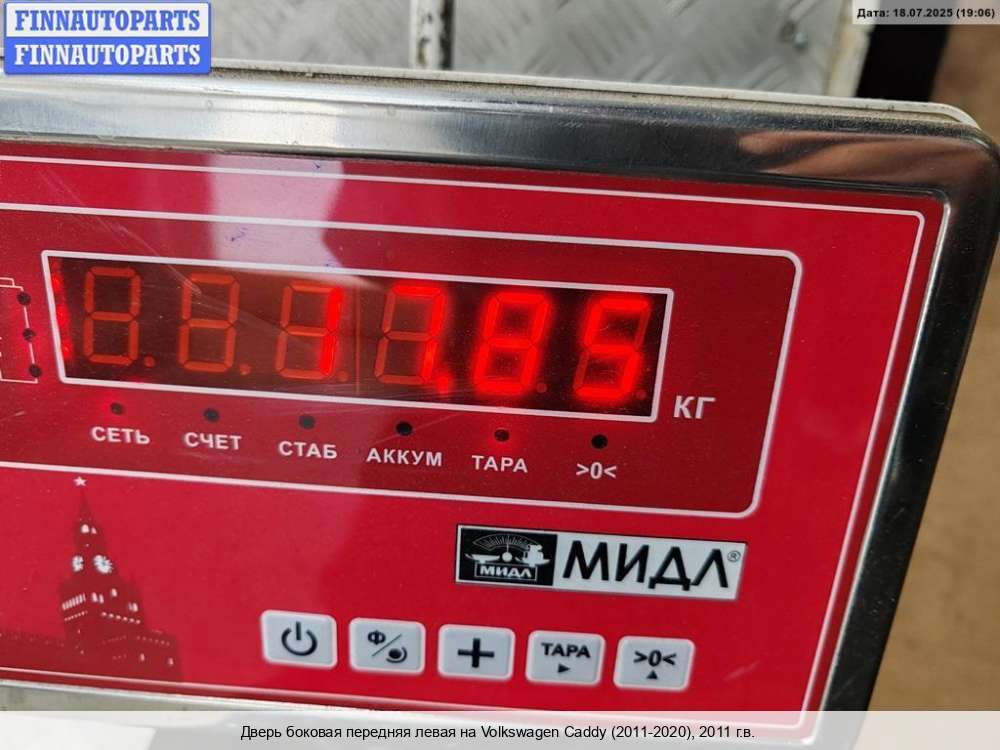 FINNAUTOPARTS
FINNAUTOPARTS
Дата: 18.07.2025 (19:06)
17.85
КГ
СЕТЬ СЧЕТ СТАБ АККУМ ТАРА >0<
МИДЛ
МИДЛ®
Ф/ + ТАРА >0<
Дверь боковая передняя левая на Volkswagen Caddy (2011-2020), 2011 г.в.